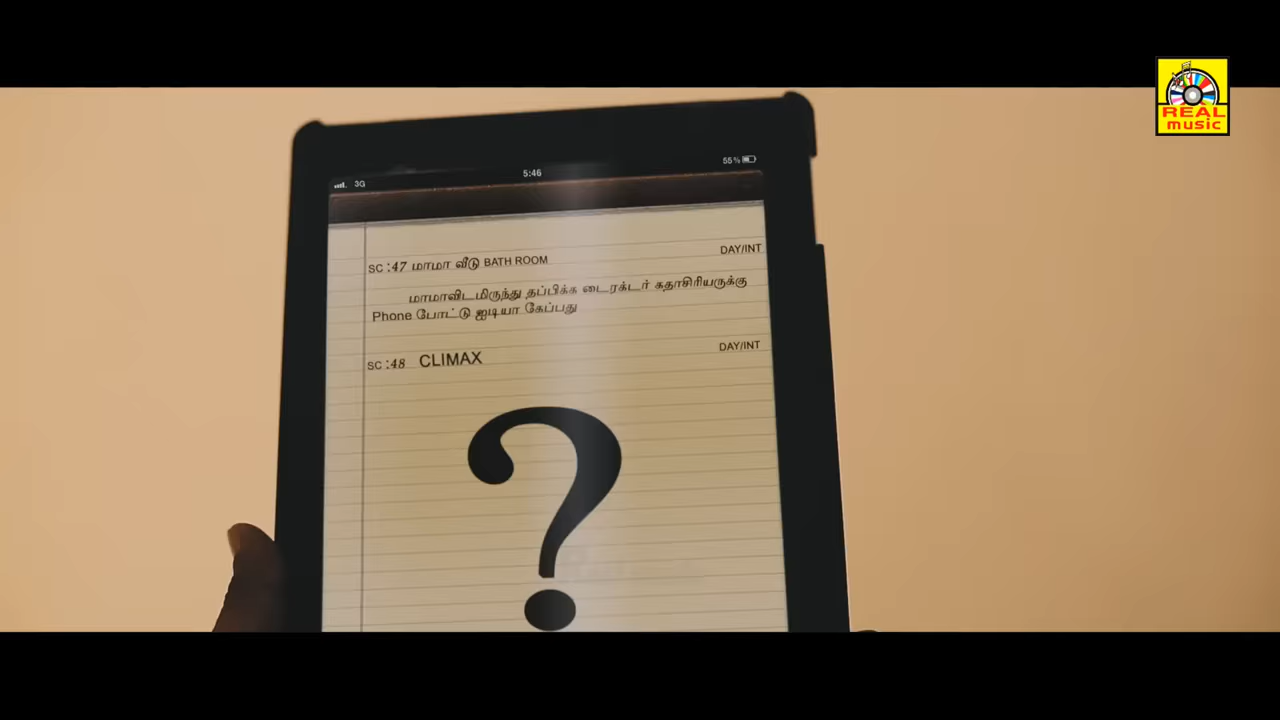 REAL
music
3G 5:46 55%
SC :47 மாமா வீடு BATH ROOM DAY/INT
மாமாவிடமிருந்து தப்பிக்க டைரக்டர் கதாசிரியருக்கு
Phone போட்டு ஐடியா கேப்பது
SC :48 CLIMAX DAY/INT
?